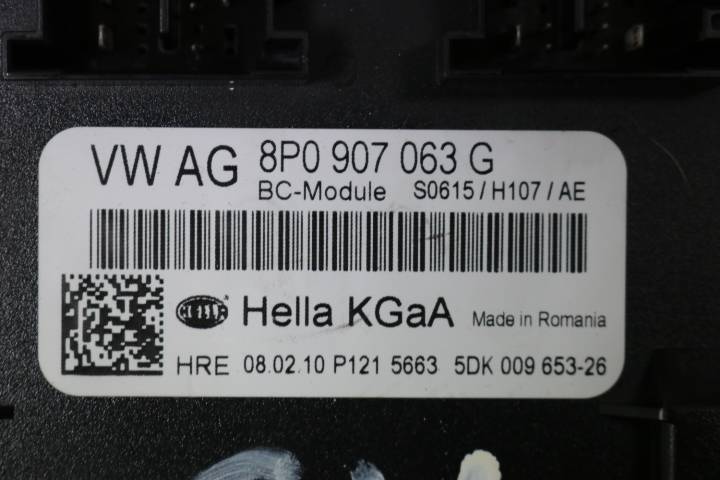 VW AG 8P0 907 063 G
BC-Module S0615 / H107 / AE
HELLA Hella KGaA Made in Romania
HRE 08.02.10 P121 5663 5DK 009 653-26